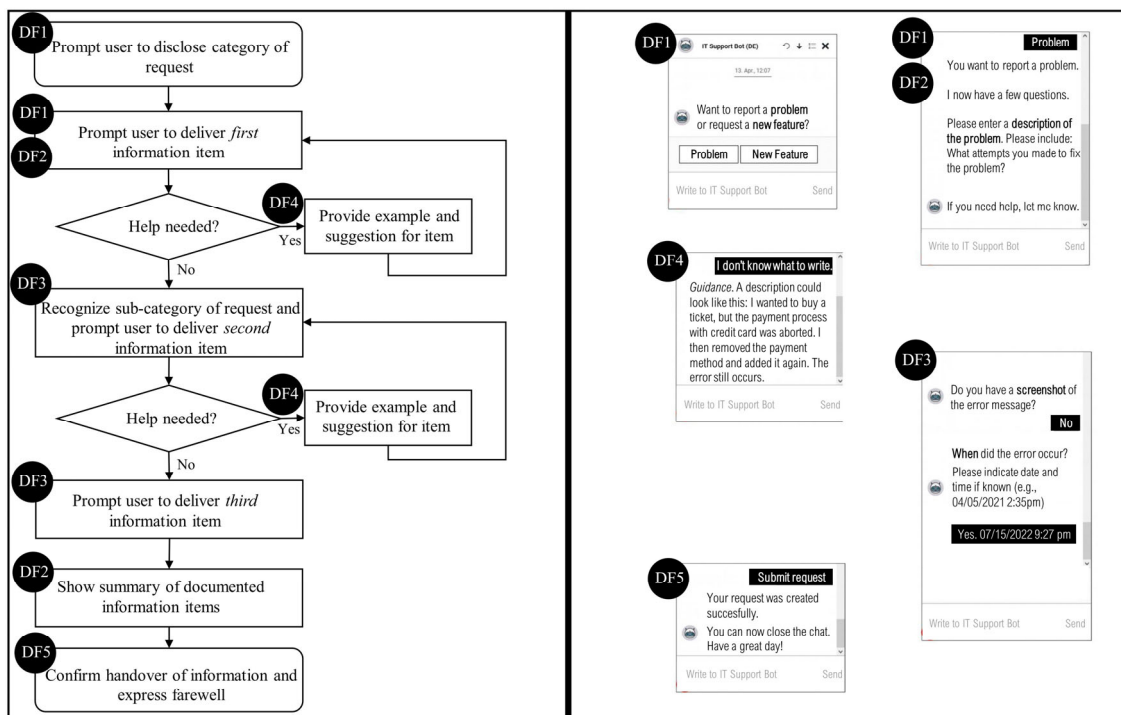 DF1
Prompt user to disclose category of
request
DF1
DF2
Prompt user to deliver first
information item
Help needed?
DF4
Yes
Provide example and
suggestion for item
No
DF3
Recognize sub-category of request and
prompt user to deliver second
information item
Help needed?
DF4
Yes
Provide example and
suggestion for item
No
DF3
Prompt user to deliver third
information item
DF2
Show summary of documented
information items
DF5
Confirm handover of information and
express farewell
DF1
IT Support Bot (DE)
13. Apr, 12:07
Want to report a problem
or request a new feature?
Problem
New Feature
Write to IT Support Bot
Send
DF1
DF2
Problem
You want to report a problem.
I now have a few questions.
Please enter a description of
the problem. Please include:
What attempts you made to fix
the problem?
If you need help, let me know.
Write to IT Support Bot
Send
DF4
I don't know what to write.
Guidance. A description could
look like this: I wanted to buy a
ticket, but the payment process
with credit card was aborted. I
then removed the payment
method and added it again. The
error still occurs.
Write to IT Support Bot
Send
DF3
Do you have a screenshot of
the error message?
No
When did the error occur?
Please indicate date and
time if known (e.g.,
04/05/2021 2:35pm)
Yes. 07/15/2022 9:27 pm
Write to IT Support Bot
Send
DF5
Submit request
Your request was created
succesfully.
You can now close the chat.
Have a great day!
Write to IT Support Bot
Send